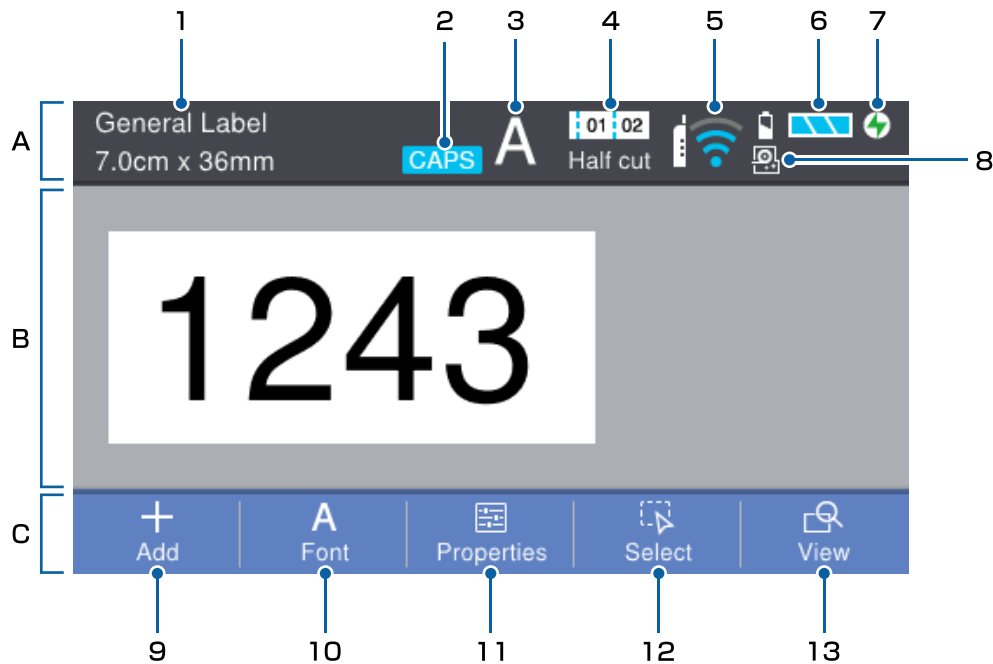 1 2 3 4 5 6 7
A
General Label
7.0cm x 36mm
CAPS
A
01 02
Half cut
8
B
1243
C
Add
A
Font
Properties
Select
View
9 10 11 12 13